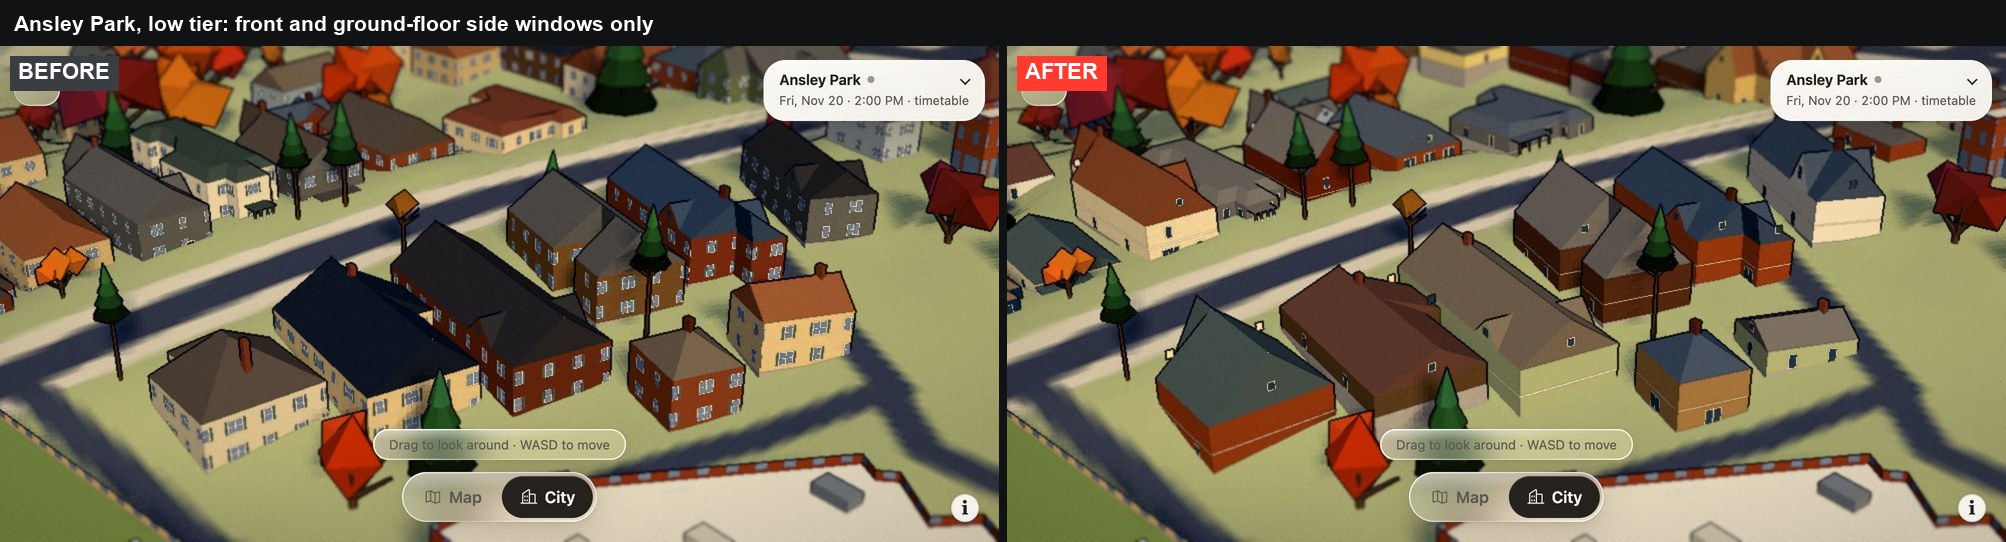 Ansley Park, low tier: front and ground-floor side windows only
BEFORE
Ansley Park
Fri, Nov 20 · 2:00 PM · timetable
Drag to look around · WASD to move
Map
City
i
AFTER
Ansley Park
Fri, Nov 20 · 2:00 PM · timetable
Drag to look around · WASD to move
Map
City
i